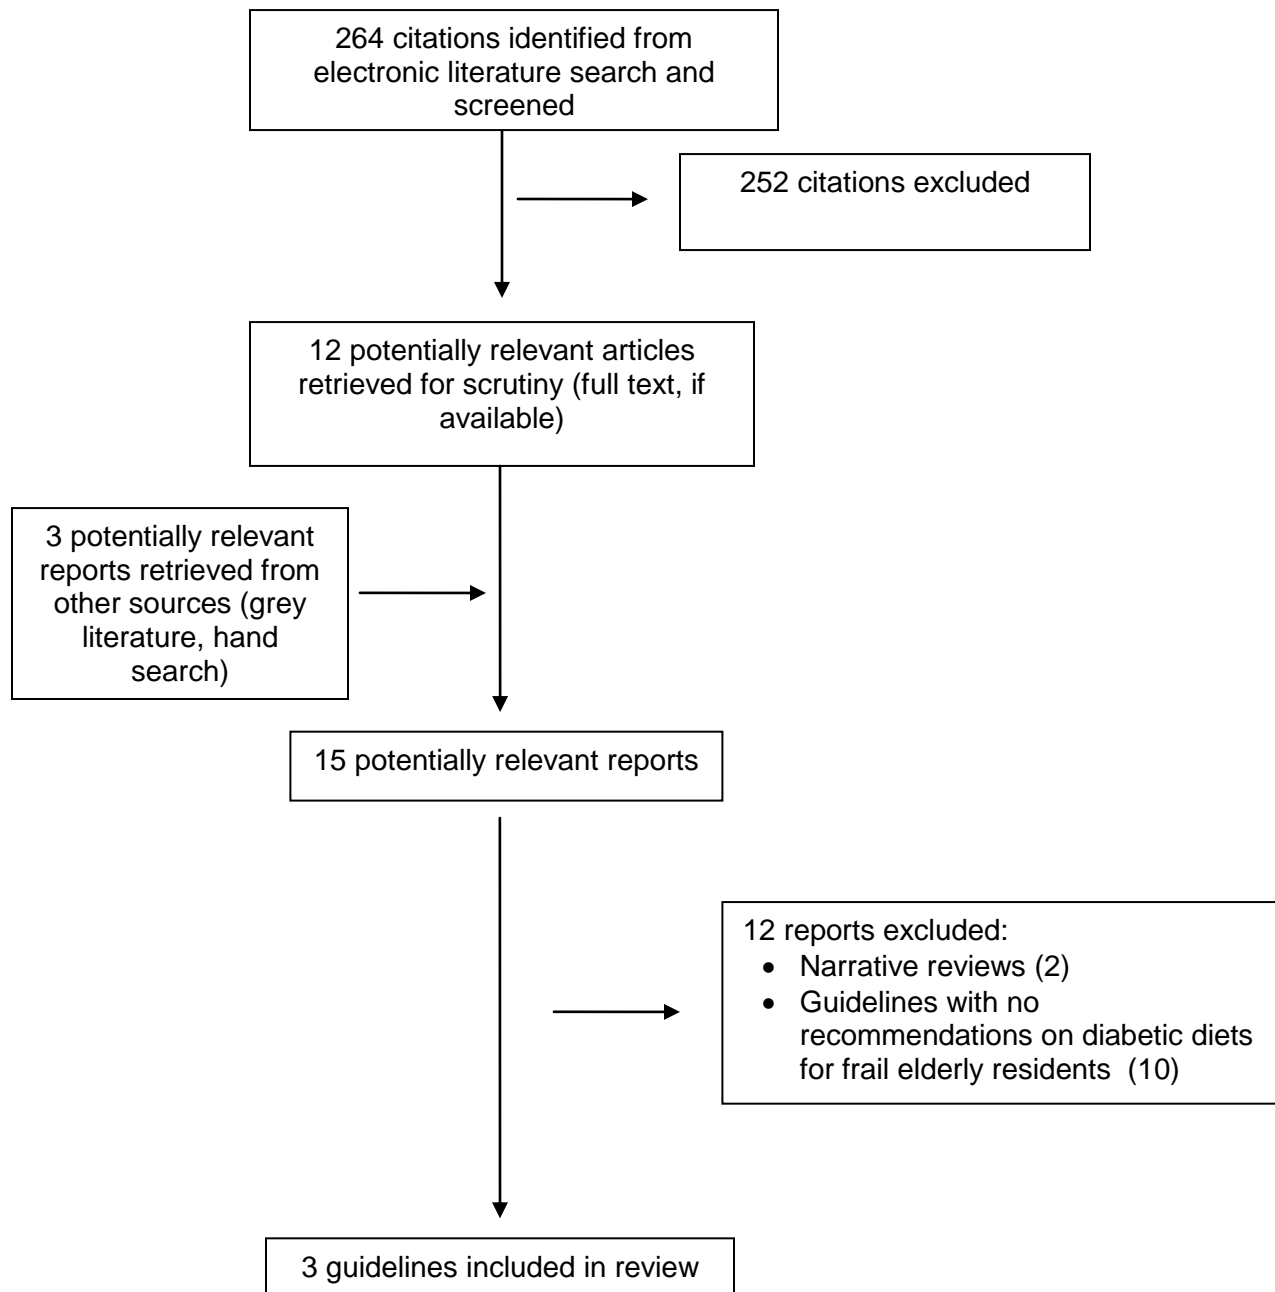 264 citations identified from
electronic literature search and
screened
252 citations excluded
12 potentially relevant articles
retrieved for scrutiny (full text, if
available)
3 potentially relevant
reports retrieved from
other sources (grey
literature, hand
search)
15 potentially relevant reports
12 reports excluded:
• Narrative reviews (2)
• Guidelines with no
recommendations on diabetic diets
for frail elderly residents  (10)
3 guidelines included in review